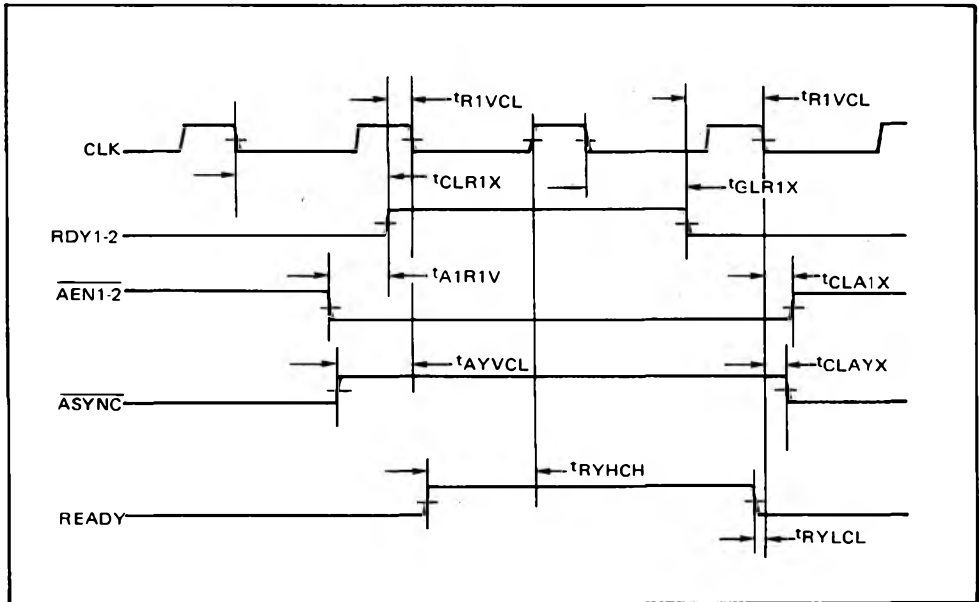 tR1VCL
tR1VCL
CLK
tCLR1X
tGLR1X
RDY1-2
tA1R1V
AEN1-2
tCLA1X
tAYVCL
tCLAYX
ASYNC
tRYHCH
READY
tRYLCL